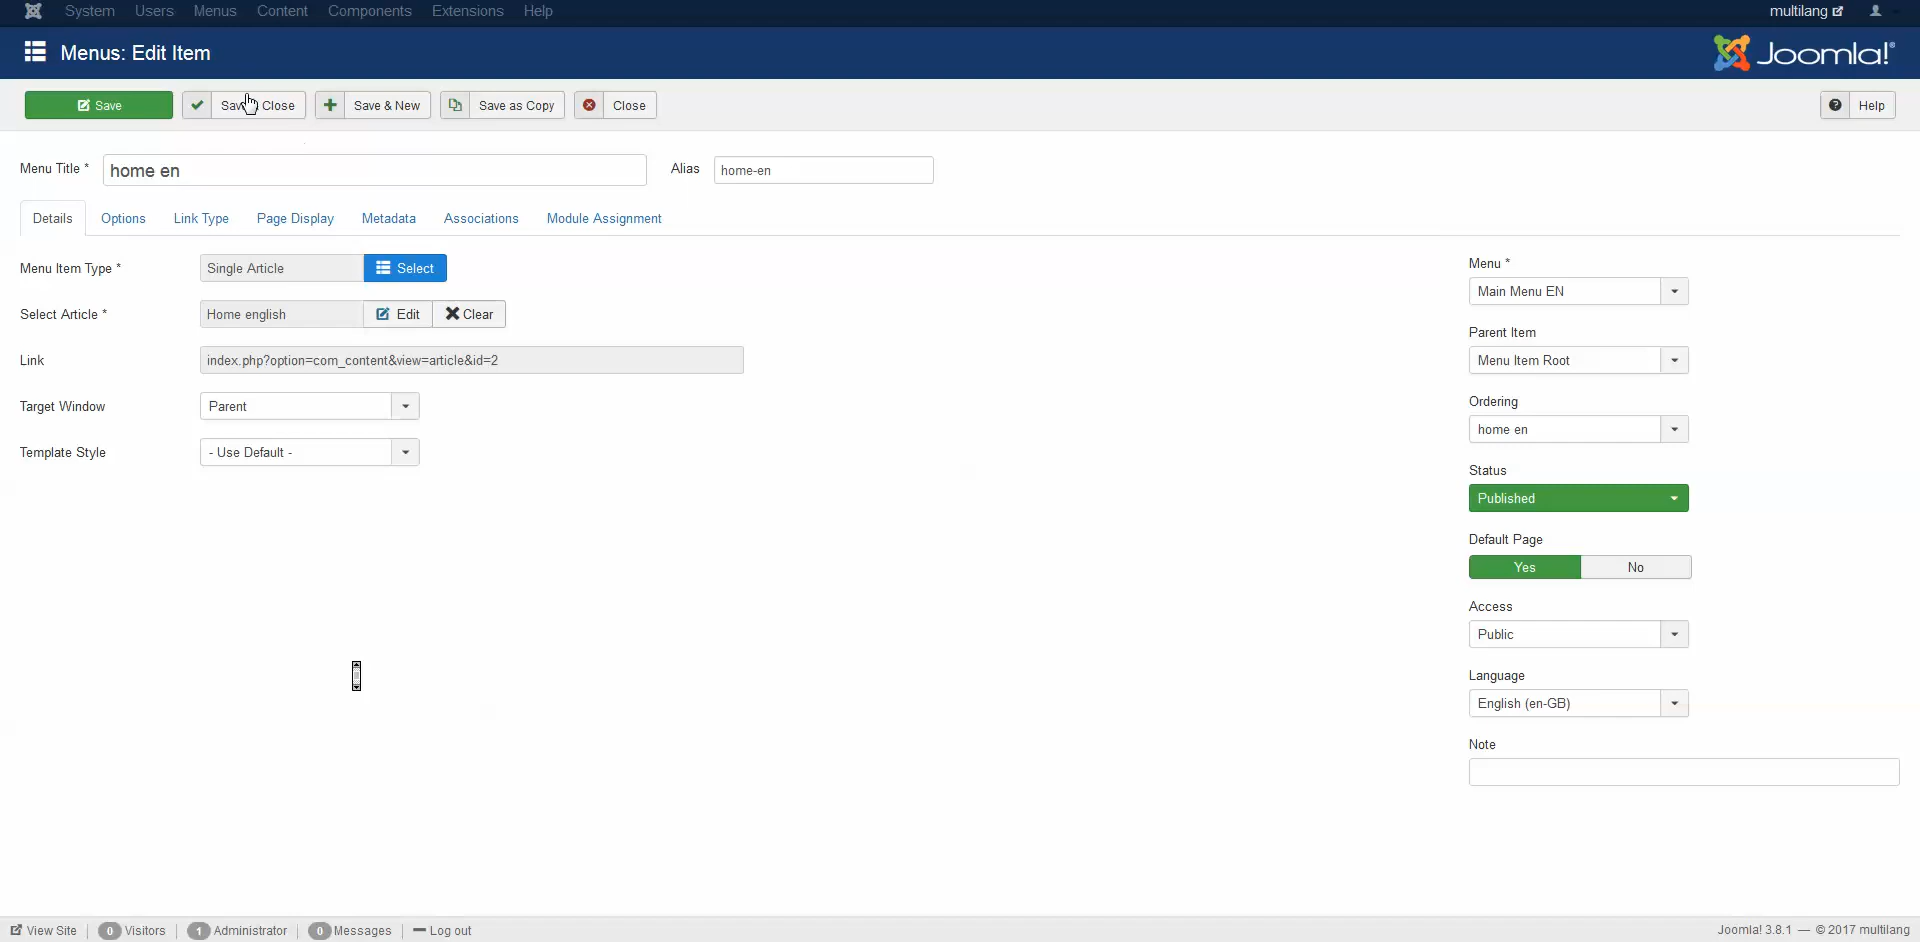 System Users Menus Content Components Extensions Help multilang
Menus: Edit Item Joomla!®
Save Save & Close Save & New Save as Copy Close Help
Menu Title * home en Alias home-en
Details Options Link Type Page Display Metadata Associations Module Assignment
Menu Item Type * Single Article Select
Select Article * Home english Edit Clear
Link index.php?option=com_content&view=article&id=2
Target Window Parent
Template Style - Use Default -
Menu *
Main Menu EN
Parent Item
Menu Item Root
Ordering
home en
Status
Published
Default Page
Yes No
Access
Public
Language
English (en-GB)
Note
View Site 0 Visitors 1 Administrator 0 Messages Log out Joomla! 3.8.1 — © 2017 multilang